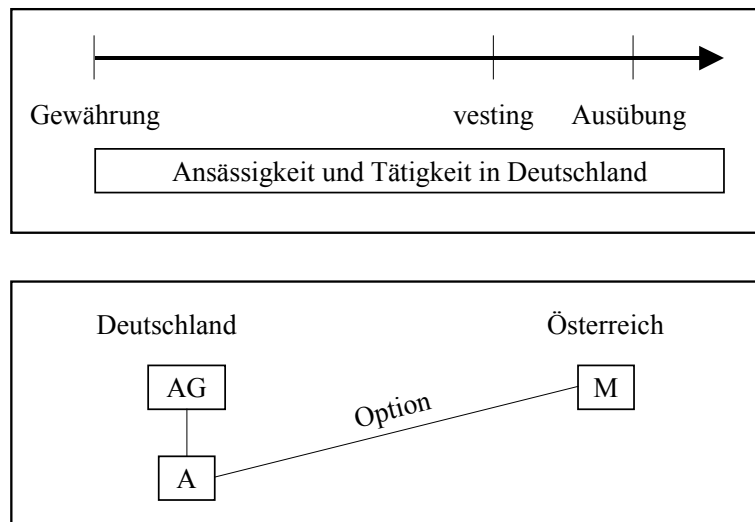 Gewährung vesting Ausübung
Ansässigkeit und Tätigkeit in Deutschland
Deutschland Österreich
AG M
Option
A